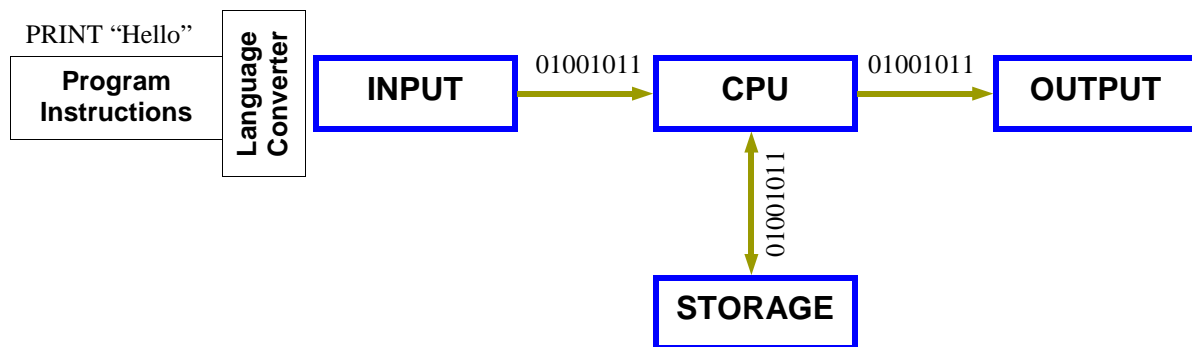 PRINT “Hello”
Program
Instructions
Language
Converter
INPUT
01001011
CPU
01001011
OUTPUT
01001011
STORAGE